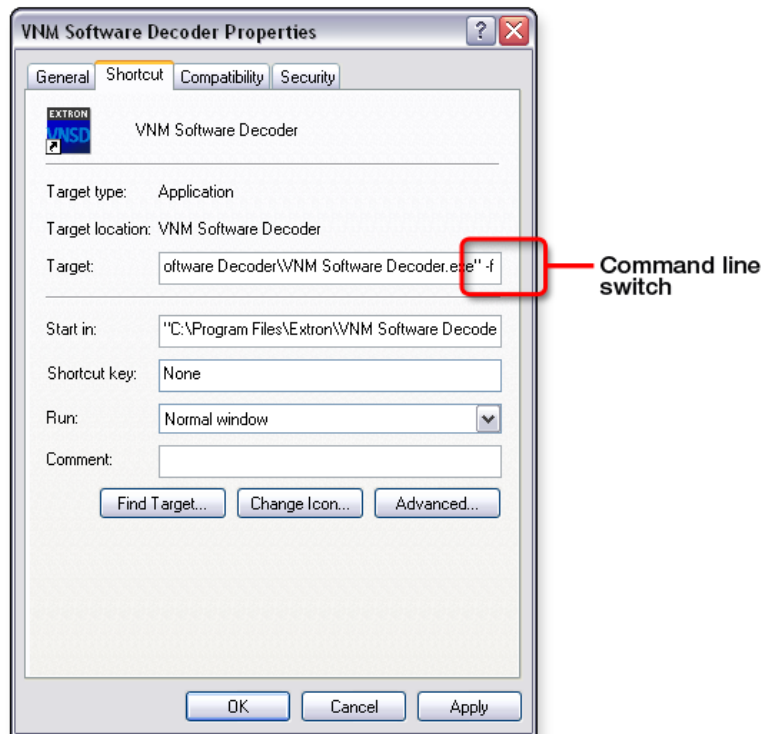 VNM Software Decoder Properties
General Shortcut Compatibility Security
EXTRON
VNSD
VNM Software Decoder
Target type: Application
Target location: VNM Software Decoder
Target: oftware Decoder\VNM Software Decoder.exe" -f
Command line
switch
Start in: "C:\Program Files\Extron\VNM Software Decode
Shortcut key: None
Run: Normal window
Comment:
Find Target... Change Icon... Advanced...
OK Cancel Apply